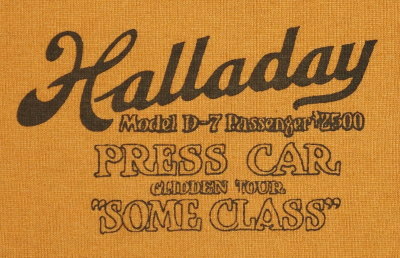 Halladay
Model D-7 Passenger $2500
PRESS CAR
GLIDDEN TOUR
"SOME CLASS"